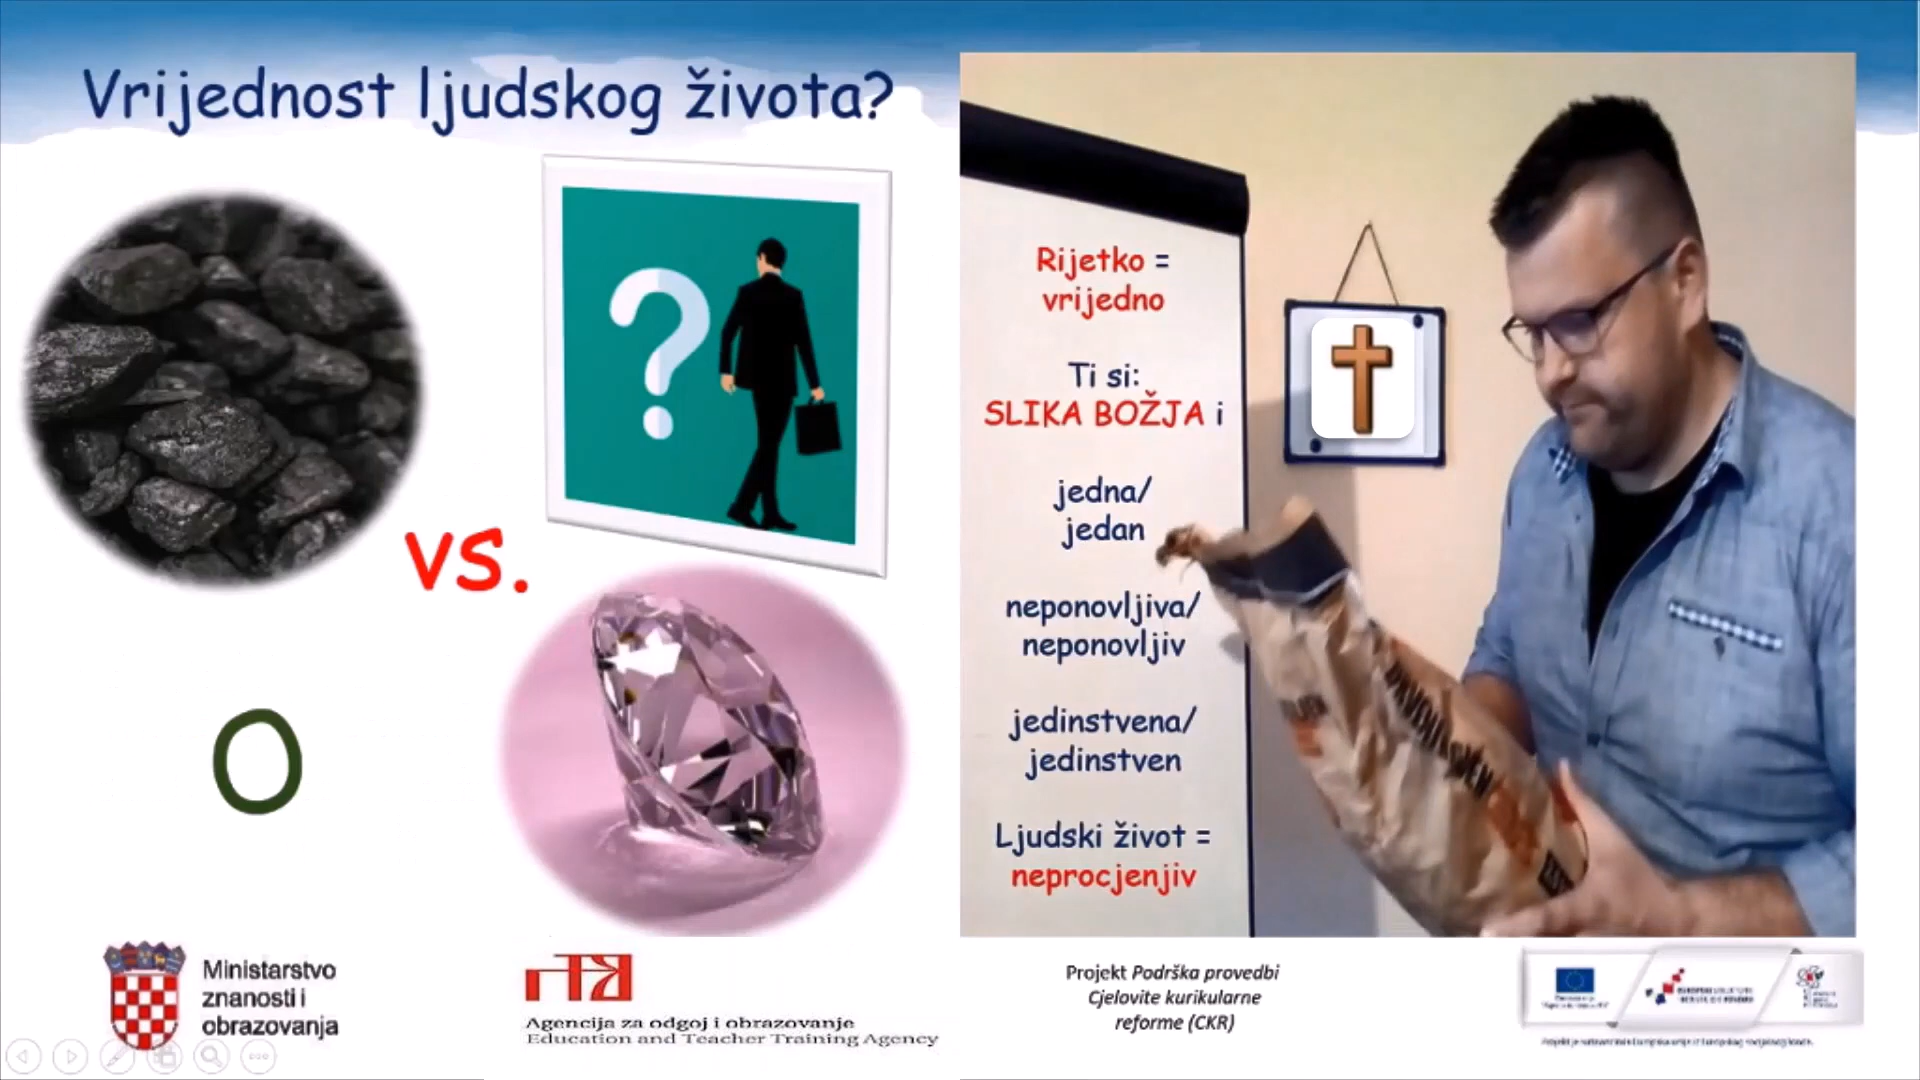 Vrijednost ljudskog života?
?
vs.
O
Rijetko =
vrijedno
Ti si:
SLIKA BOŽJA i
jedna/
jedan
neponovljiva/
neponovljiv
jedinstvena/
jedinstven
Ljudski život =
neprocjenjiv
Ministarstvo
znanosti i
obrazovanja
Agencija za odgoj i obrazovanje
Education and Teacher Training Agency
Projekt Podrška provedbi
Cjelovite kurikularne
reforme (CKR)